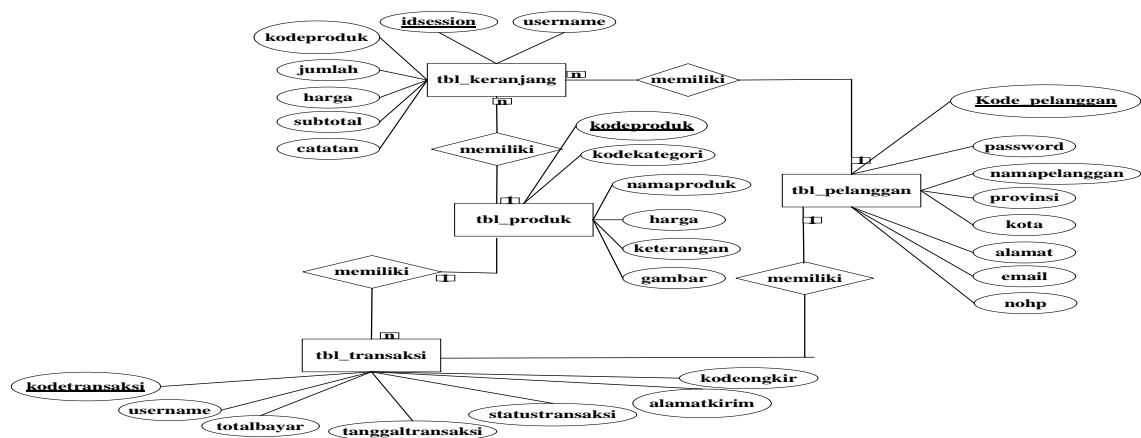 idsession
username
kodeproduk
jumlah
harga
subtotal
catatan
tbl_keranjang
n
memiliki
n
memiliki
kodeproduk
kodekategori
namaproduk
harga
keterangan
gambar
1
tbl_produk
Kode_pelanggan
password
namapelanggan
provinsi
kota
alamat
email
nohp
1
tbl_pelanggan
1
memiliki
1
memiliki
n
tbl_transaksi
kodetransaksi
username
totalbayar
tanggaltransaksi
statustransaksi
alamatkirim
kodeongkir